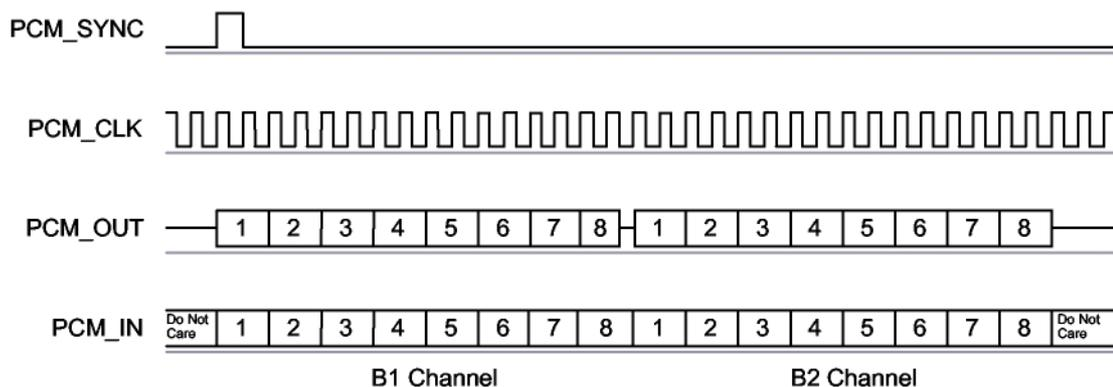 PCM_SYNC
PCM_CLK
PCM_OUT 1 2 3 4 5 6 7 8 1 2 3 4 5 6 7 8
PCM_IN Do Not Care 1 2 3 4 5 6 7 8 1 2 3 4 5 6 7 8 Do Not Care
B1 Channel B2 Channel